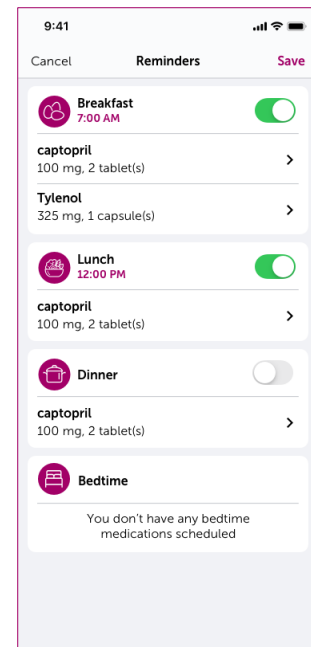 9:41
Cancel Reminders Save
Breakfast
7:00 AM
captopril
100 mg, 2 tablet(s)
Tylenol
325 mg, 1 capsule(s)
Lunch
12:00 PM
captopril
100 mg, 2 tablet(s)
Dinner
captopril
100 mg, 2 tablet(s)
Bedtime
You don't have any bedtime
medications scheduled